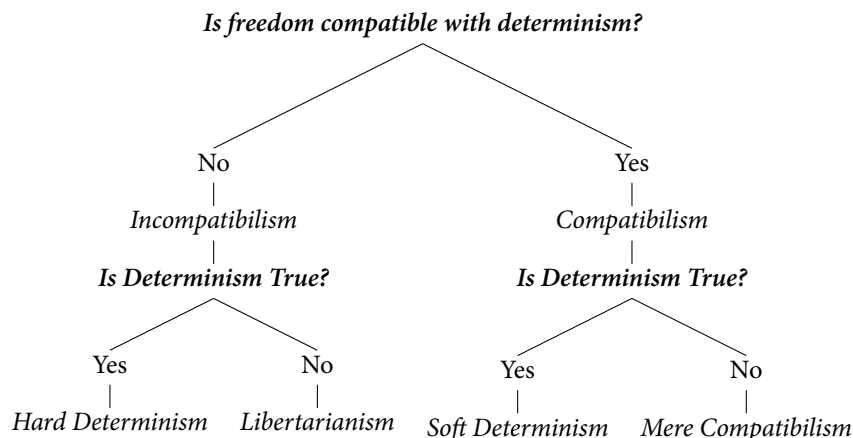 Is freedom compatible with determinism?
No
Yes
Incompatibilism
Compatibilism
Is Determinism True?
Is Determinism True?
Yes
No
Yes
No
Hard Determinism
Libertarianism
Soft Determinism
Mere Compatibilism